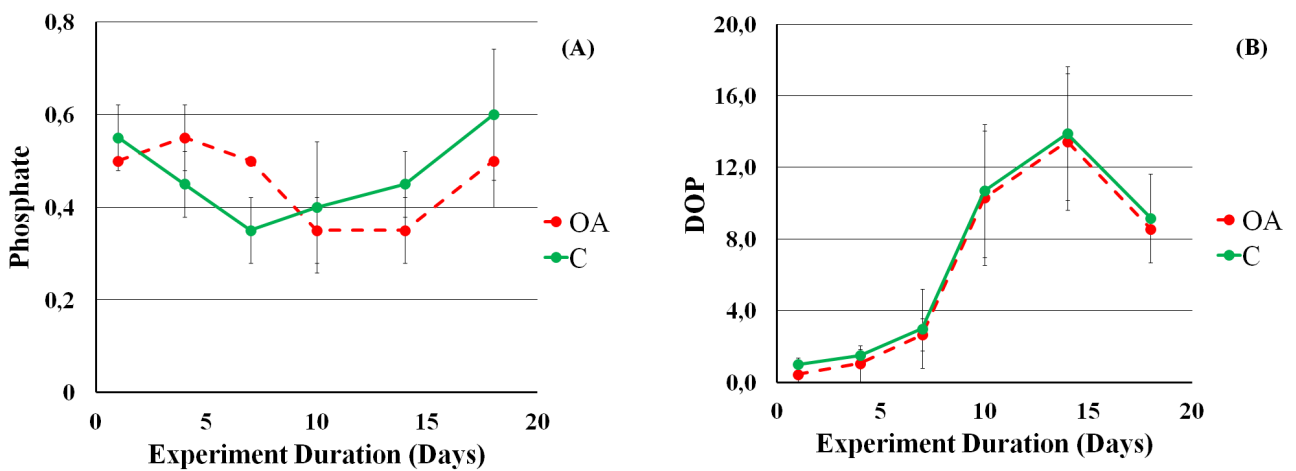 (A)
Phosphate
0,8
0,6
0,4
0,2
0
0
5
10
15
20
Experiment Duration (Days)
OA
C
(B)
DOP
20,0
16,0
12,0
8,0
4,0
0,0
0
5
10
15
20
Experiment Duration (Days)
OA
C